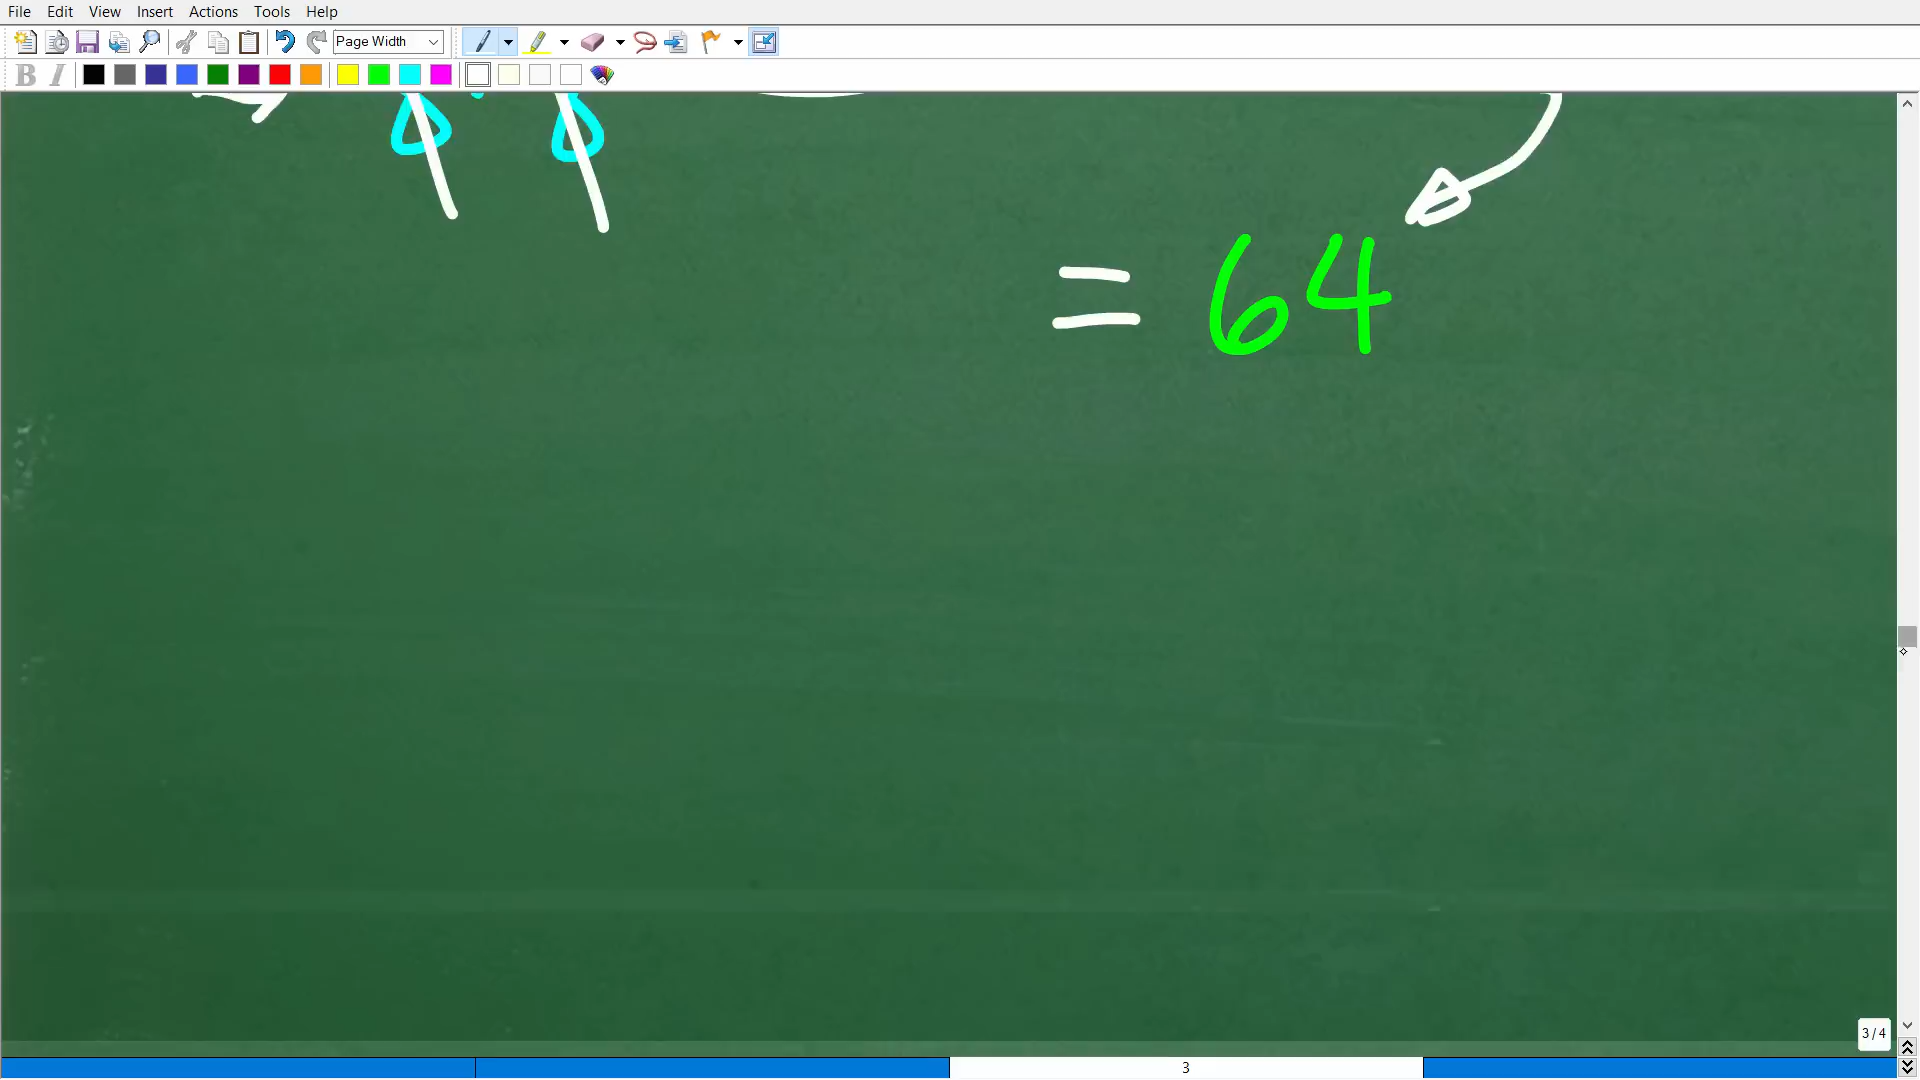 File Edit View Insert Actions Tools Help
Page Width
B I
= 64
3 / 4
3